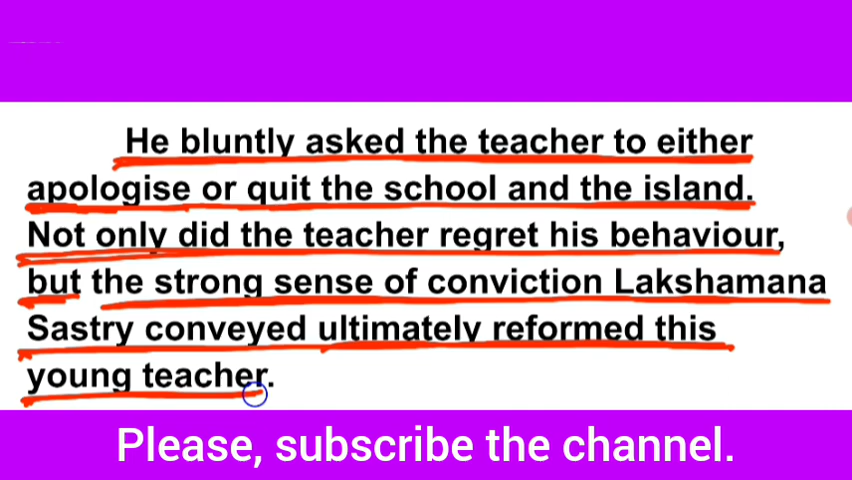 He bluntly asked the teacher to either
apologise or quit the school and the island.
Not only did the teacher regret his behaviour,
but the strong sense of conviction Lakshamana
Sastry conveyed ultimately reformed this
young teacher.
Please, subscribe the channel.